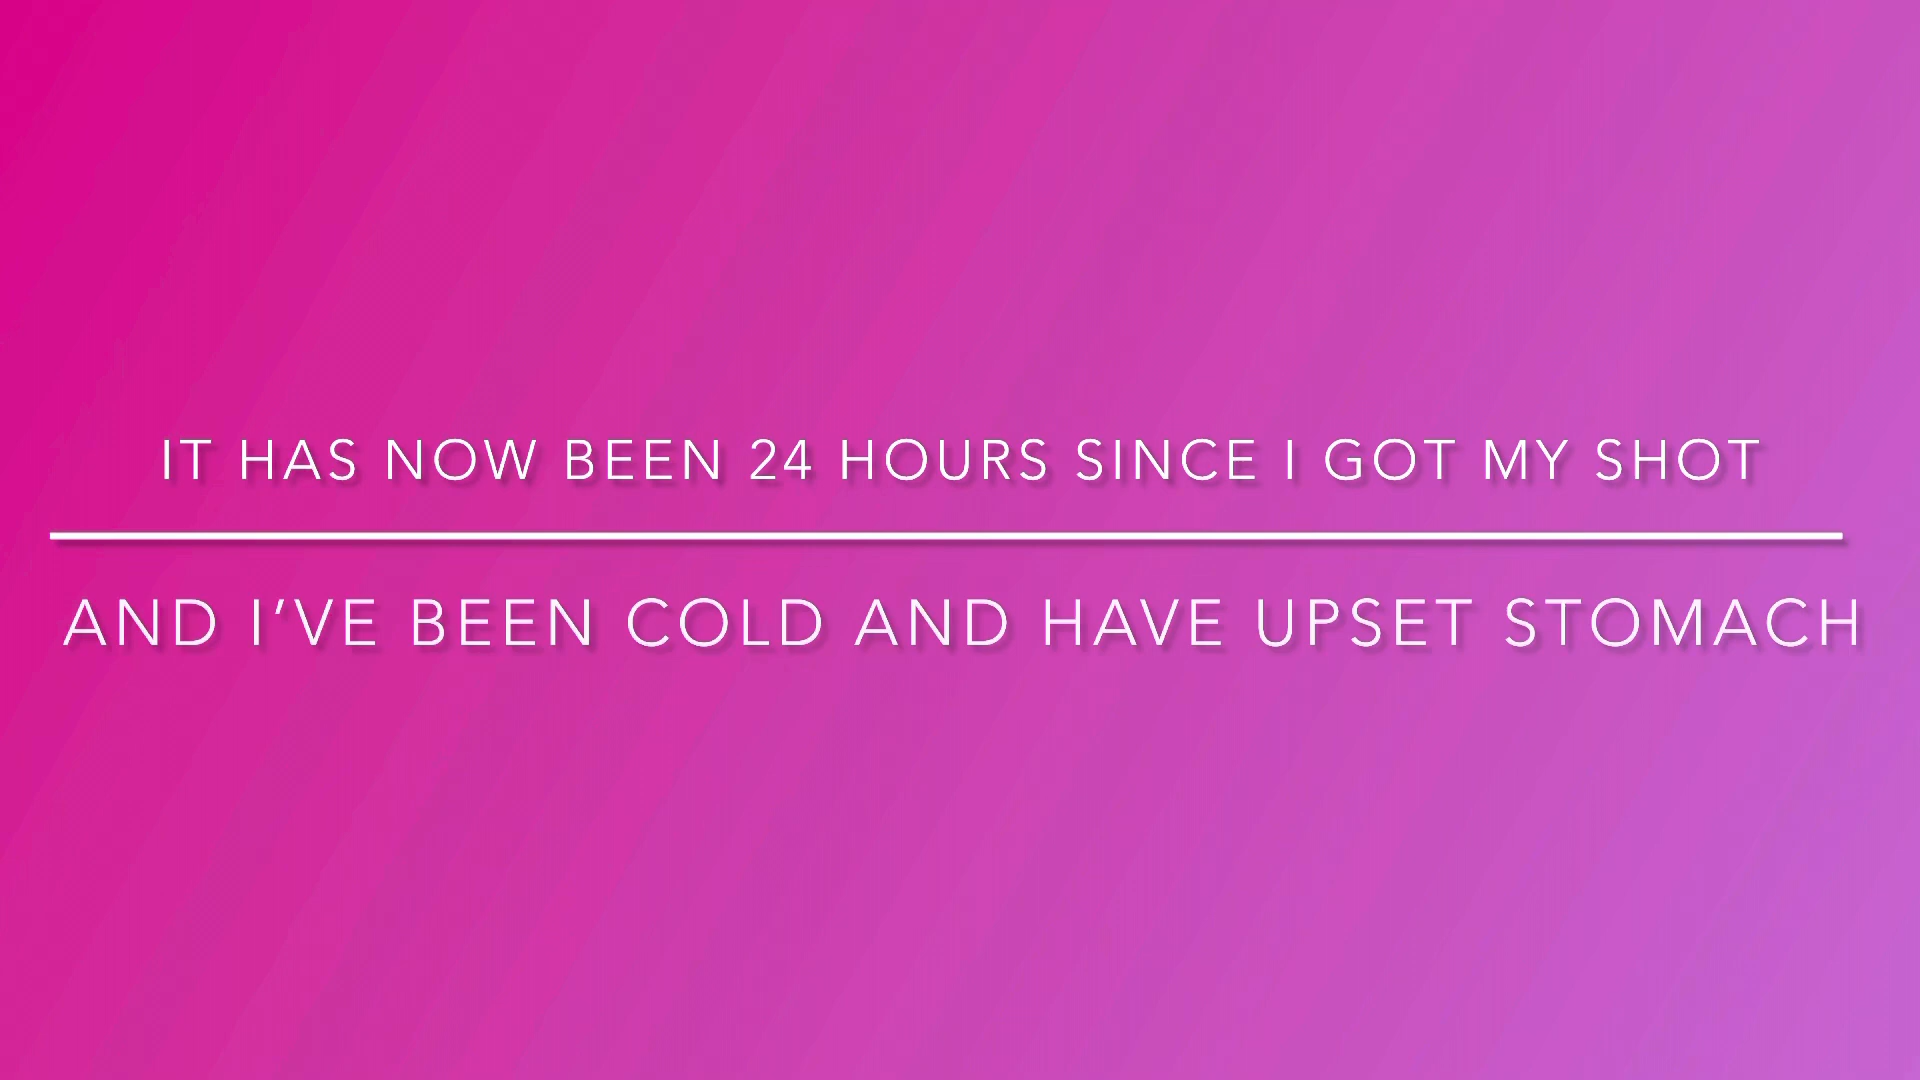 IT HAS NOW BEEN 24 HOURS SINCE I GOT MY SHOT
AND I’VE BEEN COLD AND HAVE UPSET STOMACH